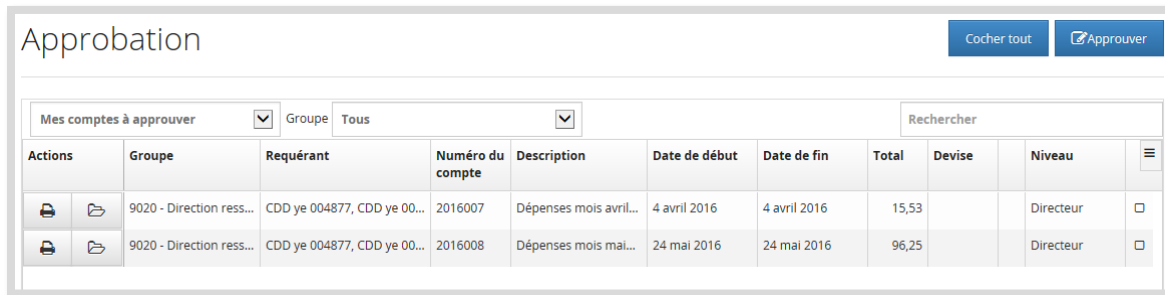 Approbation
Cocher tout
Approuver
Mes comptes à approuver Groupe Tous Rechercher
Actions Groupe Requérant Numéro du compte Description Date de début Date de fin Total Devise Niveau
9020 - Direction ress... CDD ye 004877, CDD ye 00... 2016007 Dépenses mois avril... 4 avril 2016 4 avril 2016 15,53 Directeur
9020 - Direction ress... CDD ye 004877, CDD ye 00... 2016008 Dépenses mois mai... 24 mai 2016 24 mai 2016 96,25 Directeur